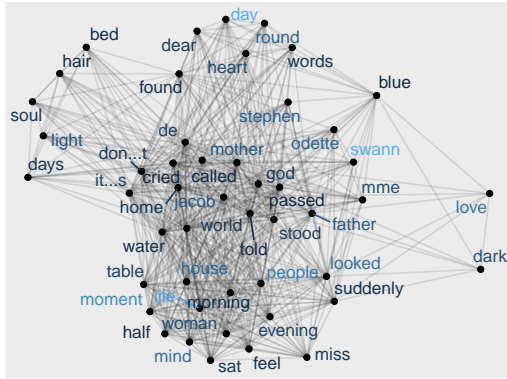 day
bed
dear
round
hair
heart
words
found
blue
soul
stephen
light
de
odette
mother
don...t
swann
days
cried
called
god
it...s
passed
mme
home
jacob
love
world
father
water
told
stood
table
house
people
looked
dark
moment
life
morning
suddenly
half
woman
evening
mind
sat
feel
miss